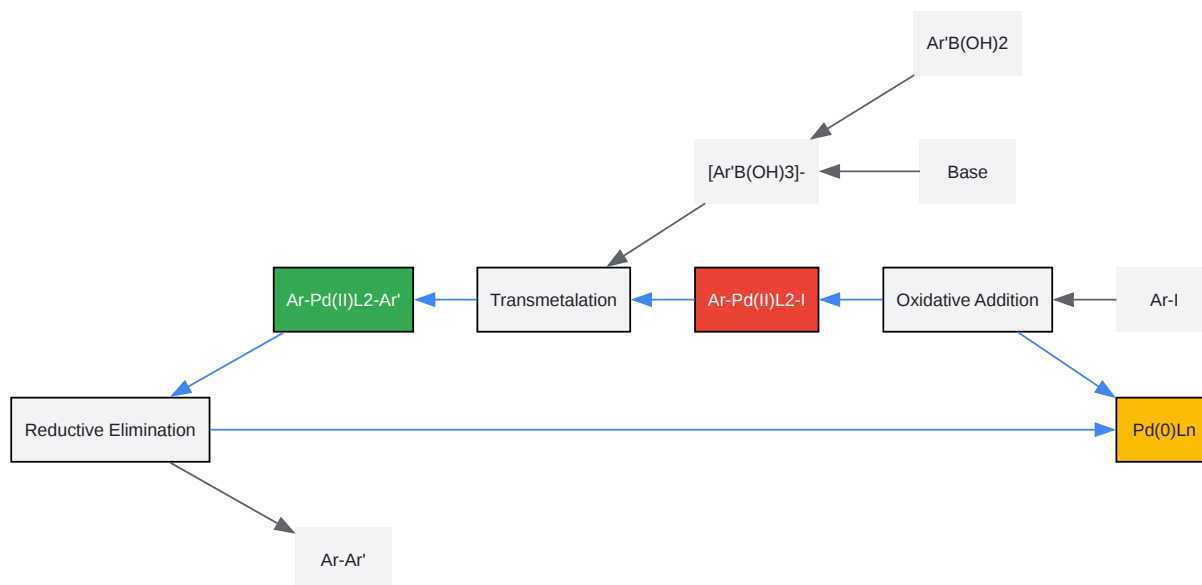 Ar'B(OH)2
[Ar'B(OH)3]-
Base
Ar-Pd(II)L2-Ar'
Transmetalation
Ar-Pd(II)L2-I
Oxidative Addition
Ar-I
Reductive Elimination
Pd(0)Ln
Ar-Ar'